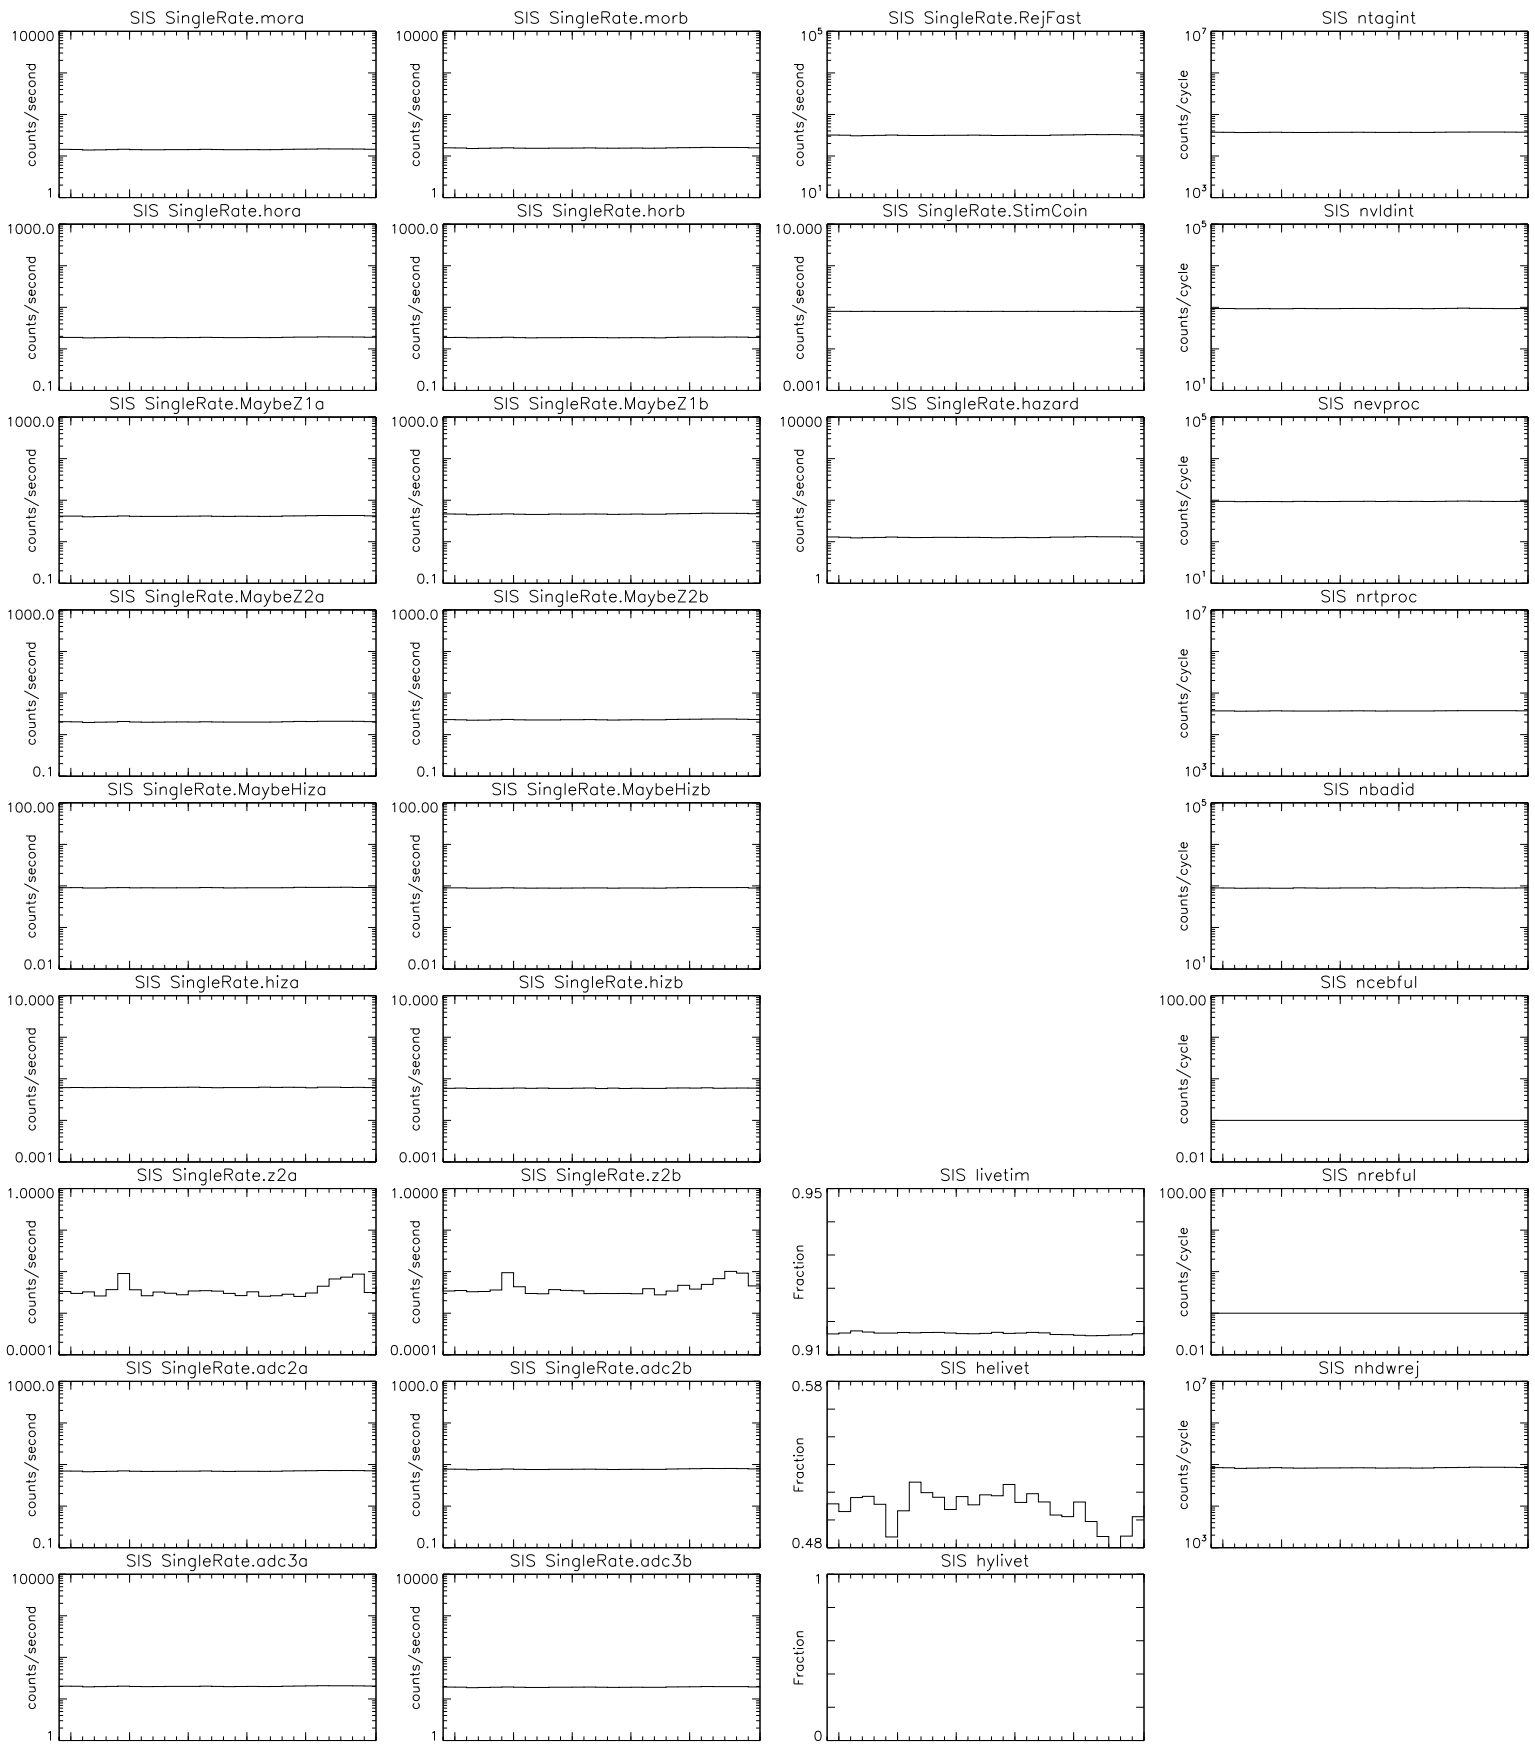 SIS SingleRate.mora
SIS SingleRate.morb
SIS SingleRate.RejFast
SIS ntagint
10000
counts/second
1
10000
counts/second
1
10^5
counts/second
10^1
10^7
counts/cycle
10^3
SIS SingleRate.hora
SIS SingleRate.horb
SIS SingleRate.StimCoin
SIS nvldint
1000.0
counts/second
0.1
1000.0
counts/second
0.1
10.000
counts/second
0.001
10^5
counts/cycle
10^1
SIS SingleRate.MaybeZ1a
SIS SingleRate.MaybeZ1b
SIS SingleRate.hazard
SIS nevproc
1000.0
counts/second
0.1
1000.0
counts/second
0.1
10000
counts/second
1
10^5
counts/cycle
10^1
SIS SingleRate.MaybeZ2a
SIS SingleRate.MaybeZ2b
SIS nrtproc
1000.0
counts/second
0.1
1000.0
counts/second
0.1
10^7
counts/cycle
10^3
SIS SingleRate.MaybeHiza
SIS SingleRate.MaybeHizb
SIS nbadid
100.00
counts/second
0.01
100.00
counts/second
0.01
10^5
counts/cycle
10^1
SIS SingleRate.hiza
SIS SingleRate.hizb
SIS ncebful
10.000
counts/second
0.001
10.000
counts/second
0.001
100.00
counts/cycle
0.01
SIS SingleRate.z2a
SIS SingleRate.z2b
SIS livetim
SIS nrebful
1.0000
counts/second
0.0001
1.0000
counts/second
0.0001
0.95
Fraction
0.91
100.00
counts/cycle
0.01
SIS SingleRate.adc2a
SIS SingleRate.adc2b
SIS helivet
SIS nhdwrej
1000.0
counts/second
0.1
1000.0
counts/second
0.1
0.58
Fraction
0.48
10^7
counts/cycle
10^3
SIS SingleRate.adc3a
SIS SingleRate.adc3b
SIS hylivet
10000
counts/second
1
10000
counts/second
1
1
Fraction
0